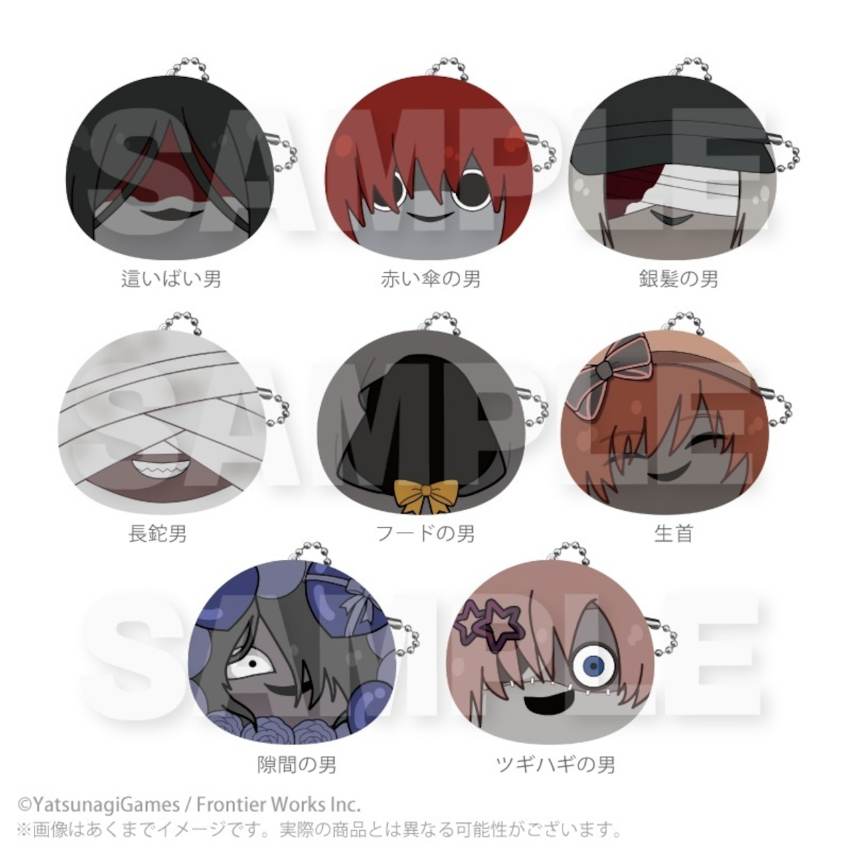 SAMPLE
這いばい男
赤い傘の男
銀髪の男
SAMPLE
長鉈男
フードの男
生首
SAMPLE
隙間の男
ツギハギの男
©YatsunagiGames / Frontier Works Inc.
※画像はあくまでイメージです。実際の商品とは異なる可能性がございます。